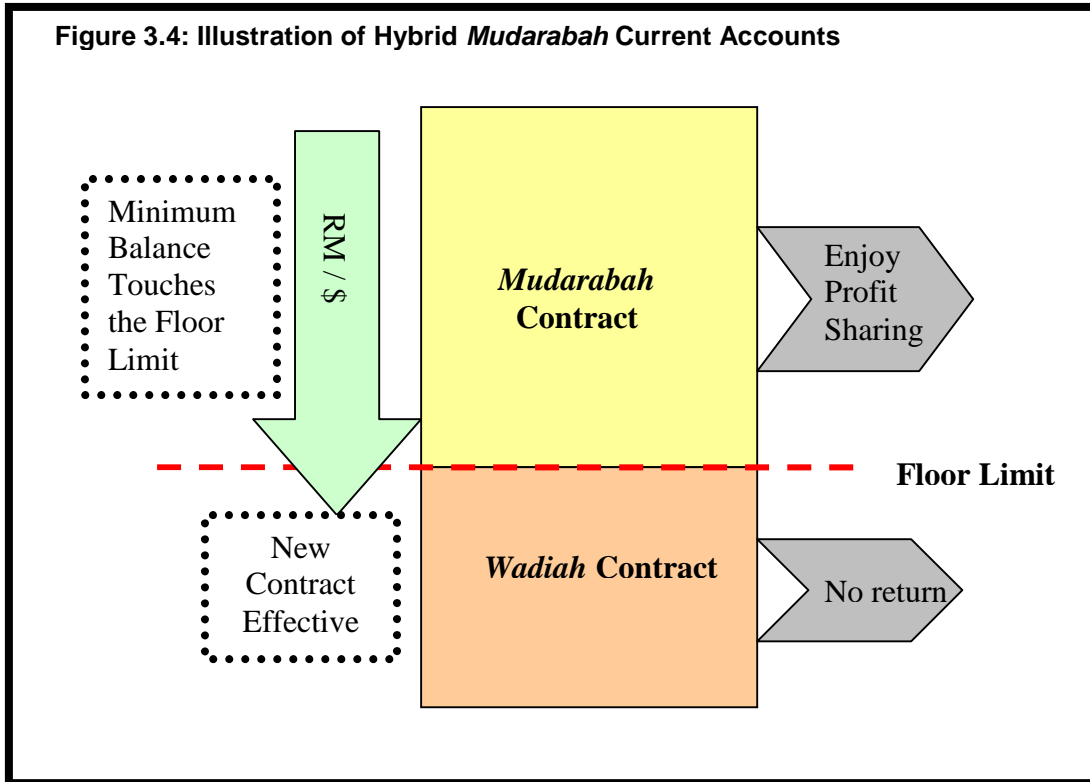 Figure 3.4: Illustration of Hybrid Mudarabah Current Accounts
Minimum
Balance
Touches
the Floor
Limit
RM / $
Mudarabah
Contract
Enjoy
Profit
Sharing
Floor Limit
New
Contract
Effective
Wadiah Contract
No return